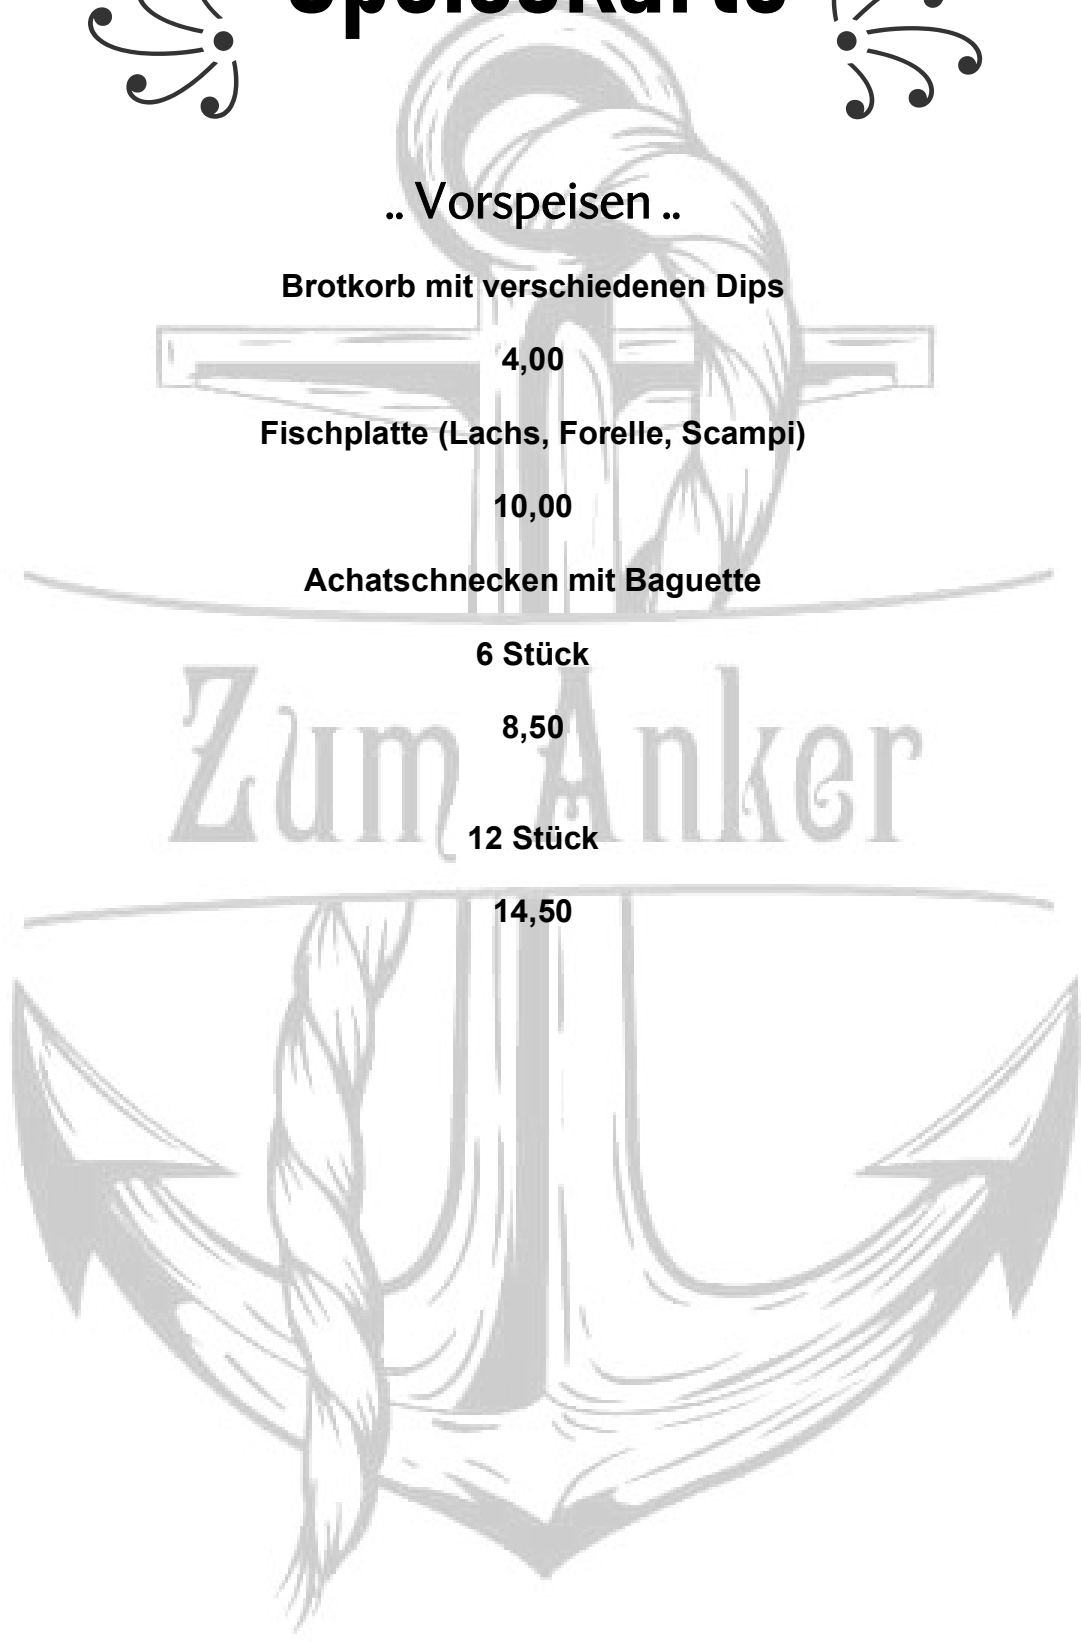 Speisekarte
.. Vorspeisen ..
Brotkorb mit verschiedenen Dips
4,00
Fischplatte (Lachs, Forelle, Scampi)
10,00
Achatschnecken mit Baguette
6 Stück
8,50
Zum Anker
12 Stück
14,50